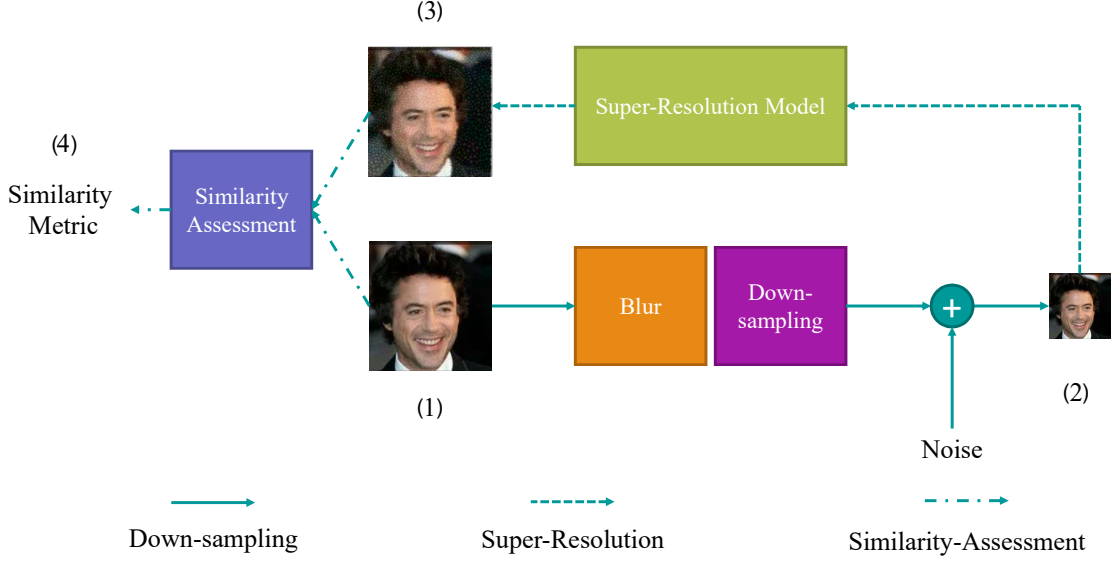 (3)
Super-Resolution Model
(4)
Similarity
Metric
Similarity
Assessment
Blur
Down-
sampling
+
(1)
(2)
Noise
Down-sampling
Super-Resolution
Similarity-Assessment